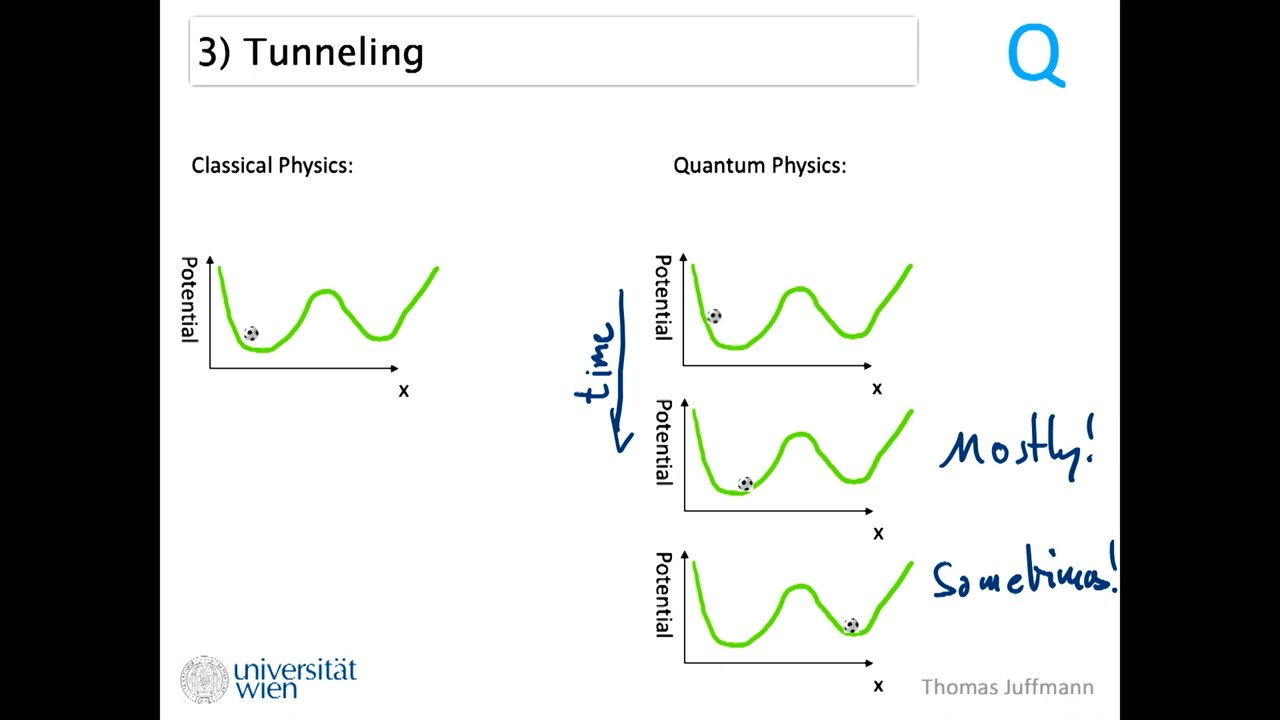 3) Tunneling
Q
Classical Physics:
Quantum Physics:
Potential
x
time
Potential
x
Potential
x
Mostly!
Potential
x
Sometimes!
universität
wien
Thomas Juffmann